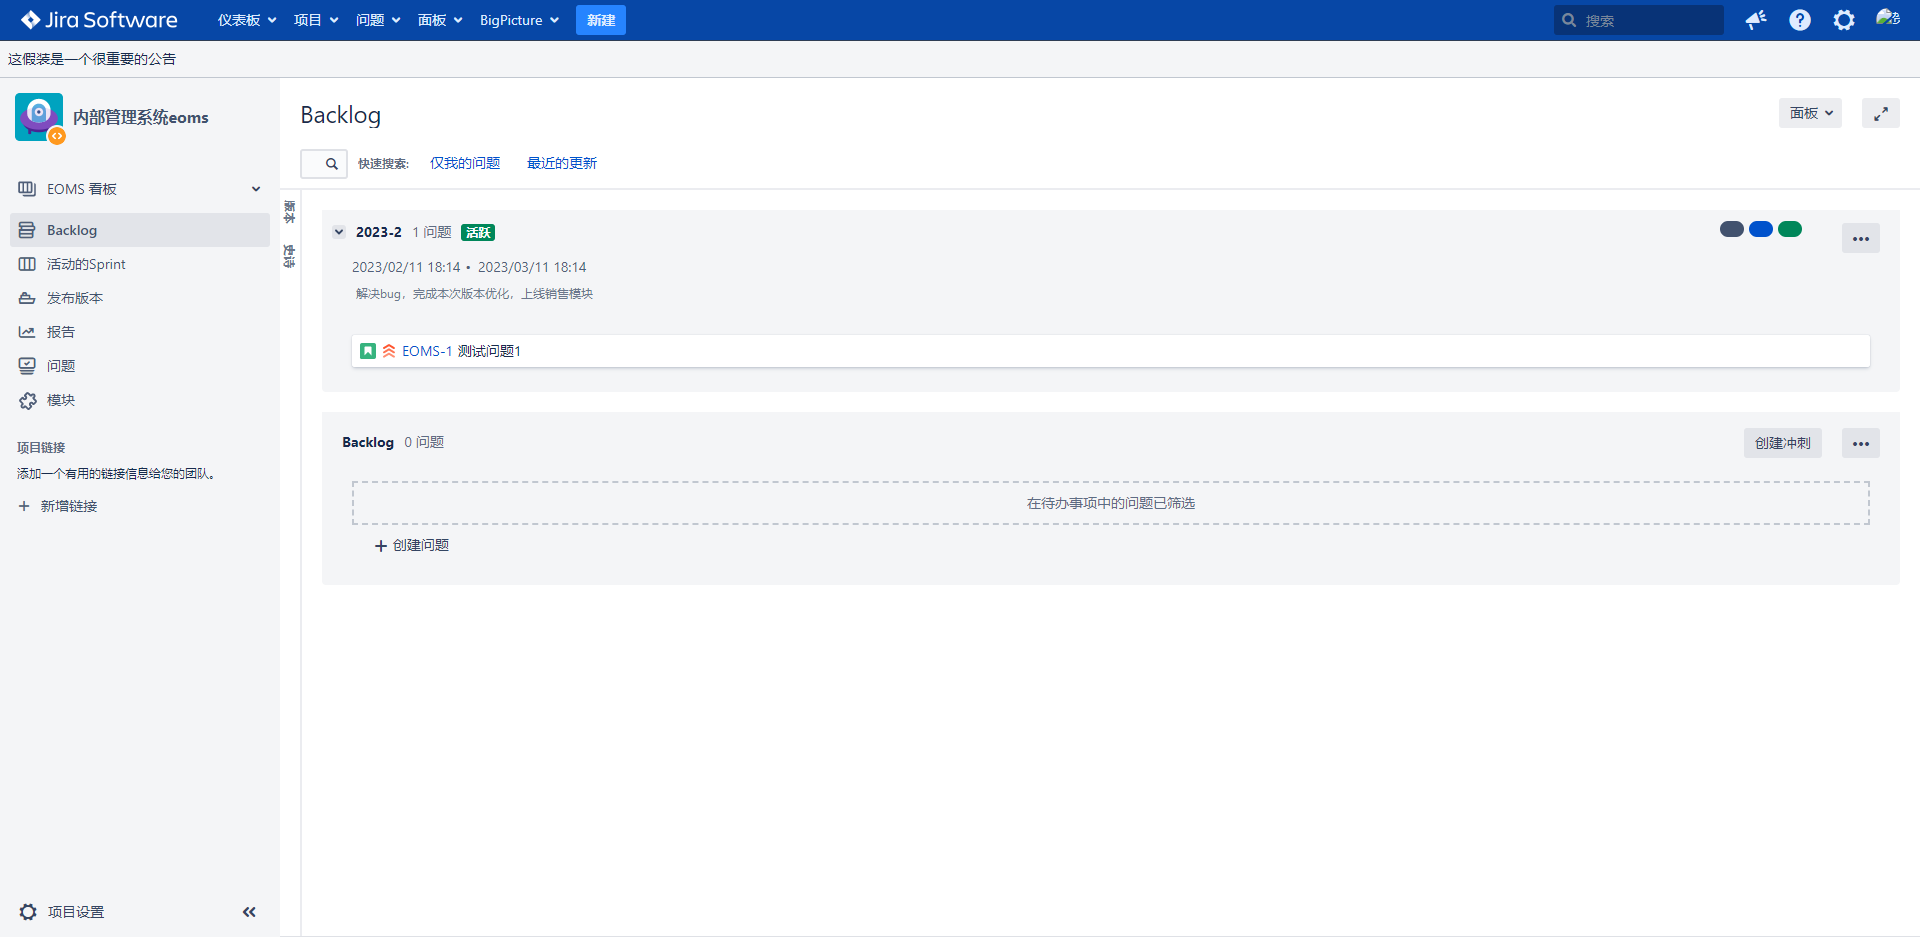 Jira Software 仪表板 项目 问题 面板 BigPicture 新建 搜索
这假装是一个很重要的公告
内部管理系统eoms
EOMS 看板
Backlog
活动的Sprint
发布版本
报告
问题
模块
项目链接
添加一个有用的链接信息给您的团队。
新增链接
项目设置
Backlog
面板
快速搜索: 仅我的问题 最近的更新
版本
史诗
2023-2 1 问题 活跃
2023/02/11 18:14 • 2023/03/11 18:14
解决bug，完成本次版本优化，上线销售模块
EOMS-1 测试问题1
Backlog 0 问题
创建冲刺
在待办事项中的问题已筛选
创建问题